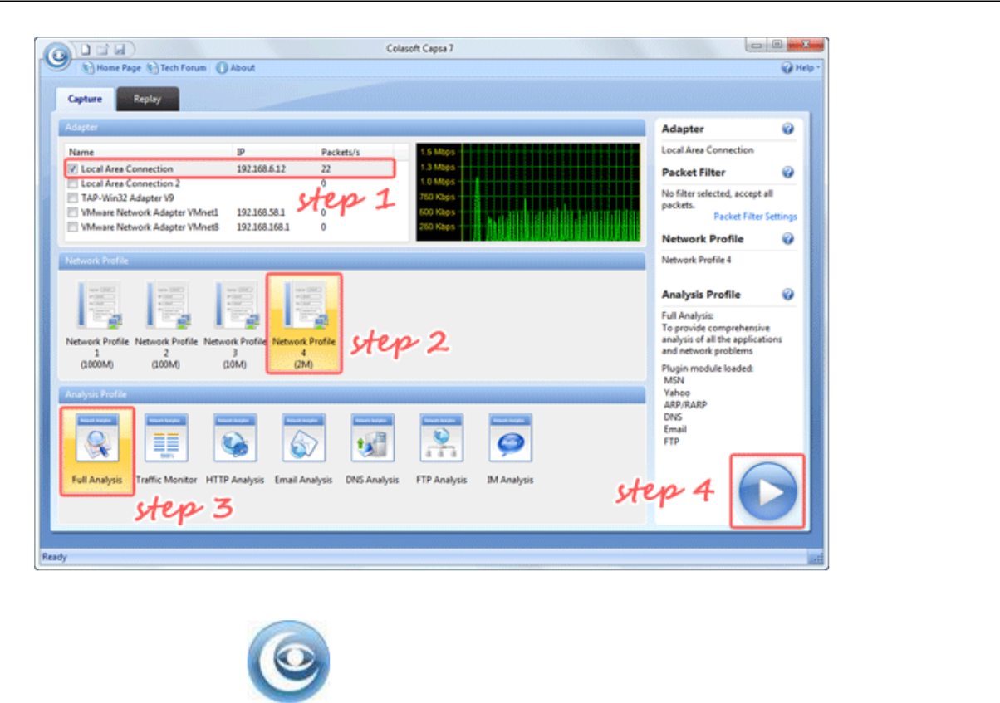 Colasoft Capsa 7
Home Page Tech Forum About Help
Capture Replay
Adapter
Name IP Packets/s
Local Area Connection 192.168.6.12 22
Local Area Connection 2 0
TAP-Win32 Adapter V9
VMware Network Adapter VMnet1 192.168.58.1 0
VMware Network Adapter VMnet8 192.168.168.1 0
step 1
1.5 Mbps
1.3 Mbps
1.0 Mbps
750 Kbps
500 Kbps
250 Kbps
Network Profile
Network Profile
1
(1000M)
Network Profile
2
(100M)
Network Profile
3
(10M)
Network Profile
4
(2M)
step 2
Analysis Profile
Full Analysis
Traffic Monitor
HTTP Analysis
Email Analysis
DNS Analysis
FTP Analysis
IM Analysis
step 3
Adapter
Local Area Connection
Packet Filter
No filter selected, accept all
packets.
Packet Filter Settings
Network Profile
Network Profile 4
Analysis Profile
Full Analysis:
To provide comprehensive
analysis of all the applications
and network problems
Plugin module loaded:
MSN
Yahoo
ARP/RARP
DNS
Email
FTP
step 4
Ready